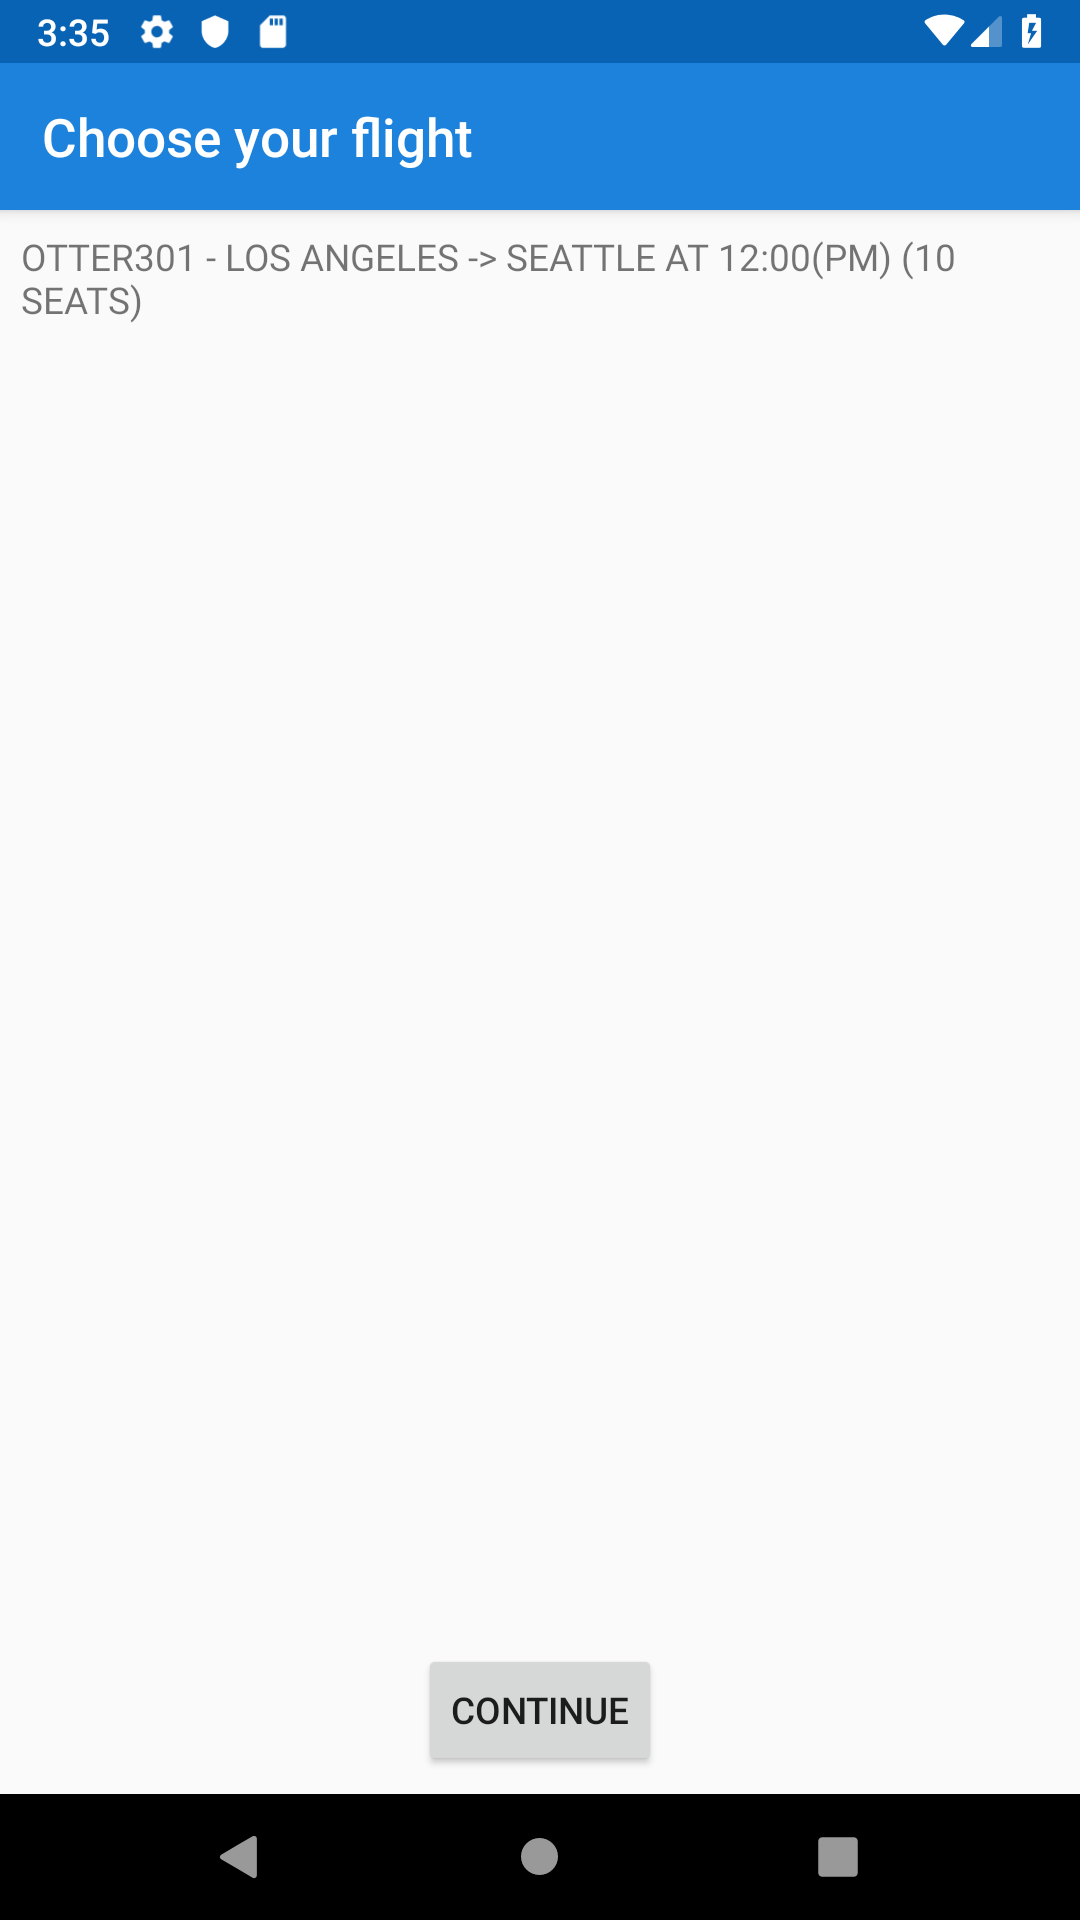 3:35
Choose your flight
OTTER301 - LOS ANGELES -> SEATTLE AT 12:00(PM) (10
SEATS)
CONTINUE